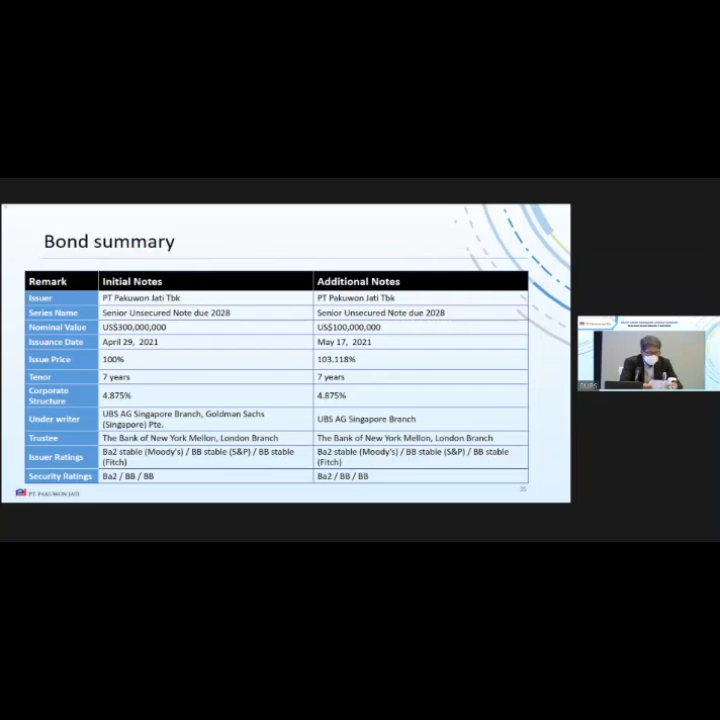 Bond summary
Remark Initial Notes Additional Notes
Issuer PT Pakuwon Jati Tbk PT Pakuwon Jati Tbk
Series Name Senior Unsecured Note due 2028 Senior Unsecured Note due 2028
Nominal Value US$300,000,000 US$100,000,000
Issuance Date April 29, 2021 May 17, 2021
Issue Price 100% 103.118%
Tenor 7 years 7 years
Corporate
Structure 4.875% 4.875%
Under writer UBS AG Singapore Branch, Goldman Sachs
(Singapore) Pte. UBS AG Singapore Branch
Trustee The Bank of New York Mellon, London Branch The Bank of New York Mellon, London Branch
Issuer Ratings Ba2 stable (Moody's) / BB stable (S&P) / BB stable
(Fitch) Ba2 stable (Moody's) / BB stable (S&P) / BB stable
(Fitch)
Security Ratings Ba2 / BB / BB Ba2 / BB / BB
PT. PAKUWON JATI